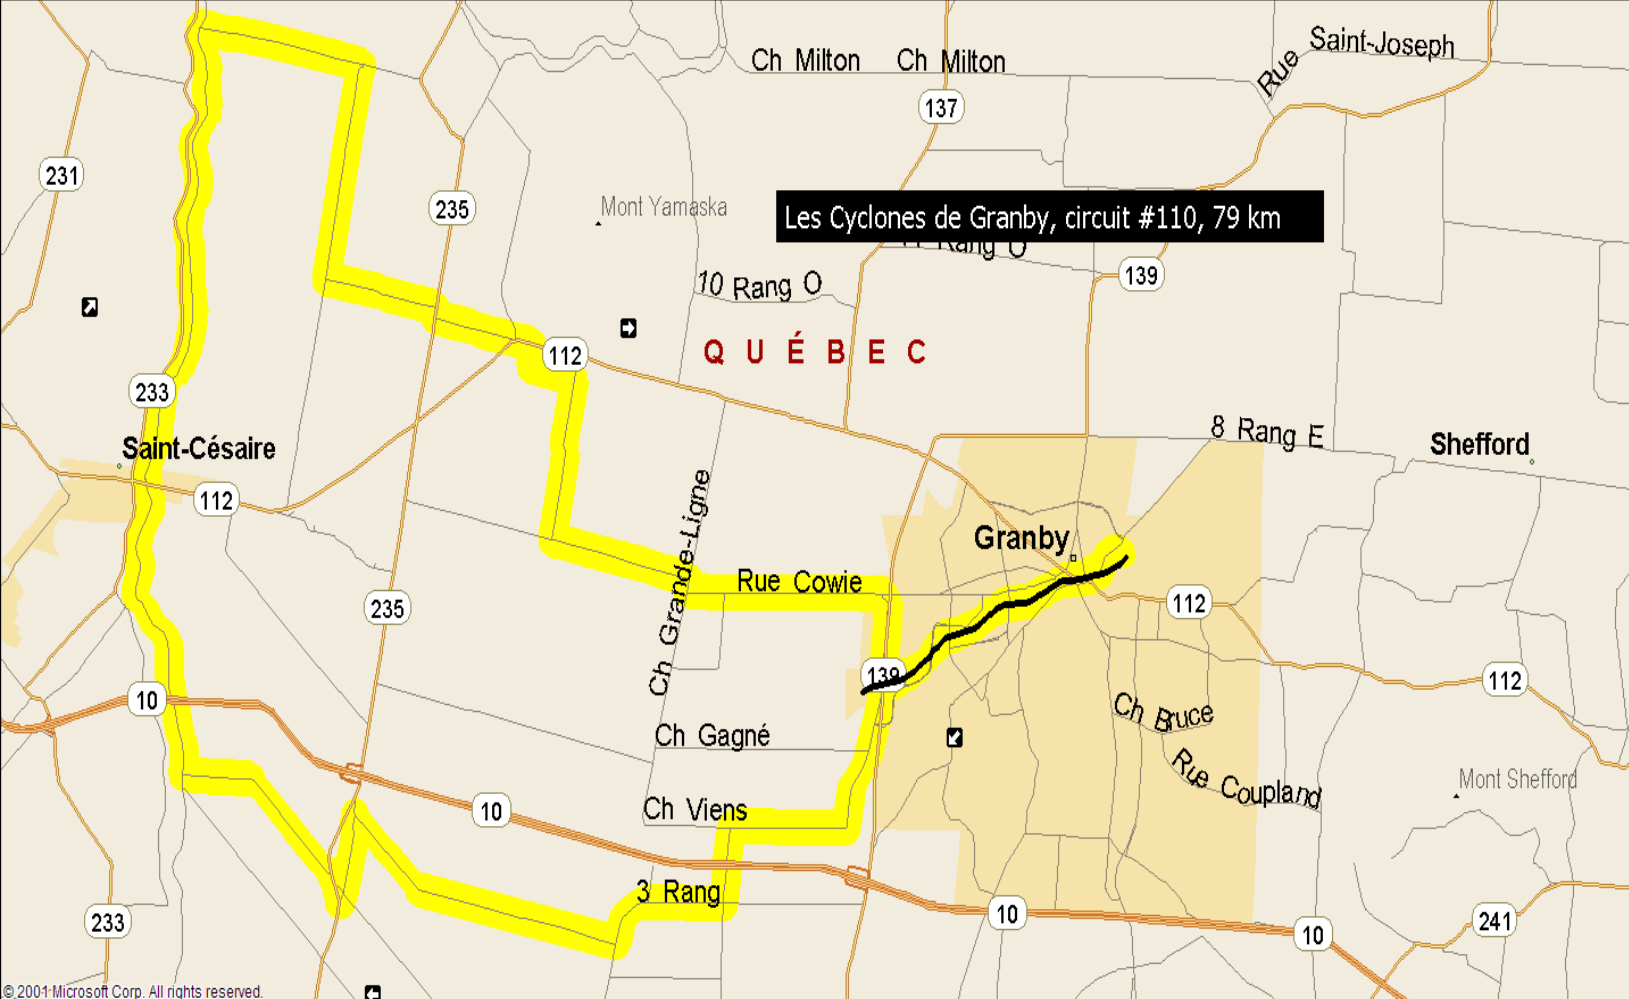 Ch Milton Ch Milton
Rue Saint-Joseph
137
231
235
Mont Yamaska
Les Cyclones de Granby, circuit #110, 79 km
Rang O
139
10 Rang O
112
QUÉBEC
233
Saint-Césaire
8 Rang E
Shefford
112
Ch Grande-Ligne
Granby
Rue Cowie
235
112
139
10
112
Ch Bruce
Ch Gagné
Rue Coupland
Mont Shefford
10
Ch Viens
3 Rang
233
10
10
241
© 2001 Microsoft Corp. All rights reserved.